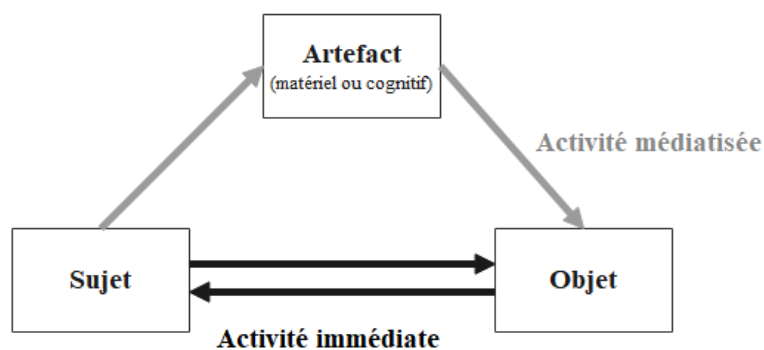 Artefact
(matériel ou cognitif)
Activité médiatisée
Sujet
Objet
Activité immédiate